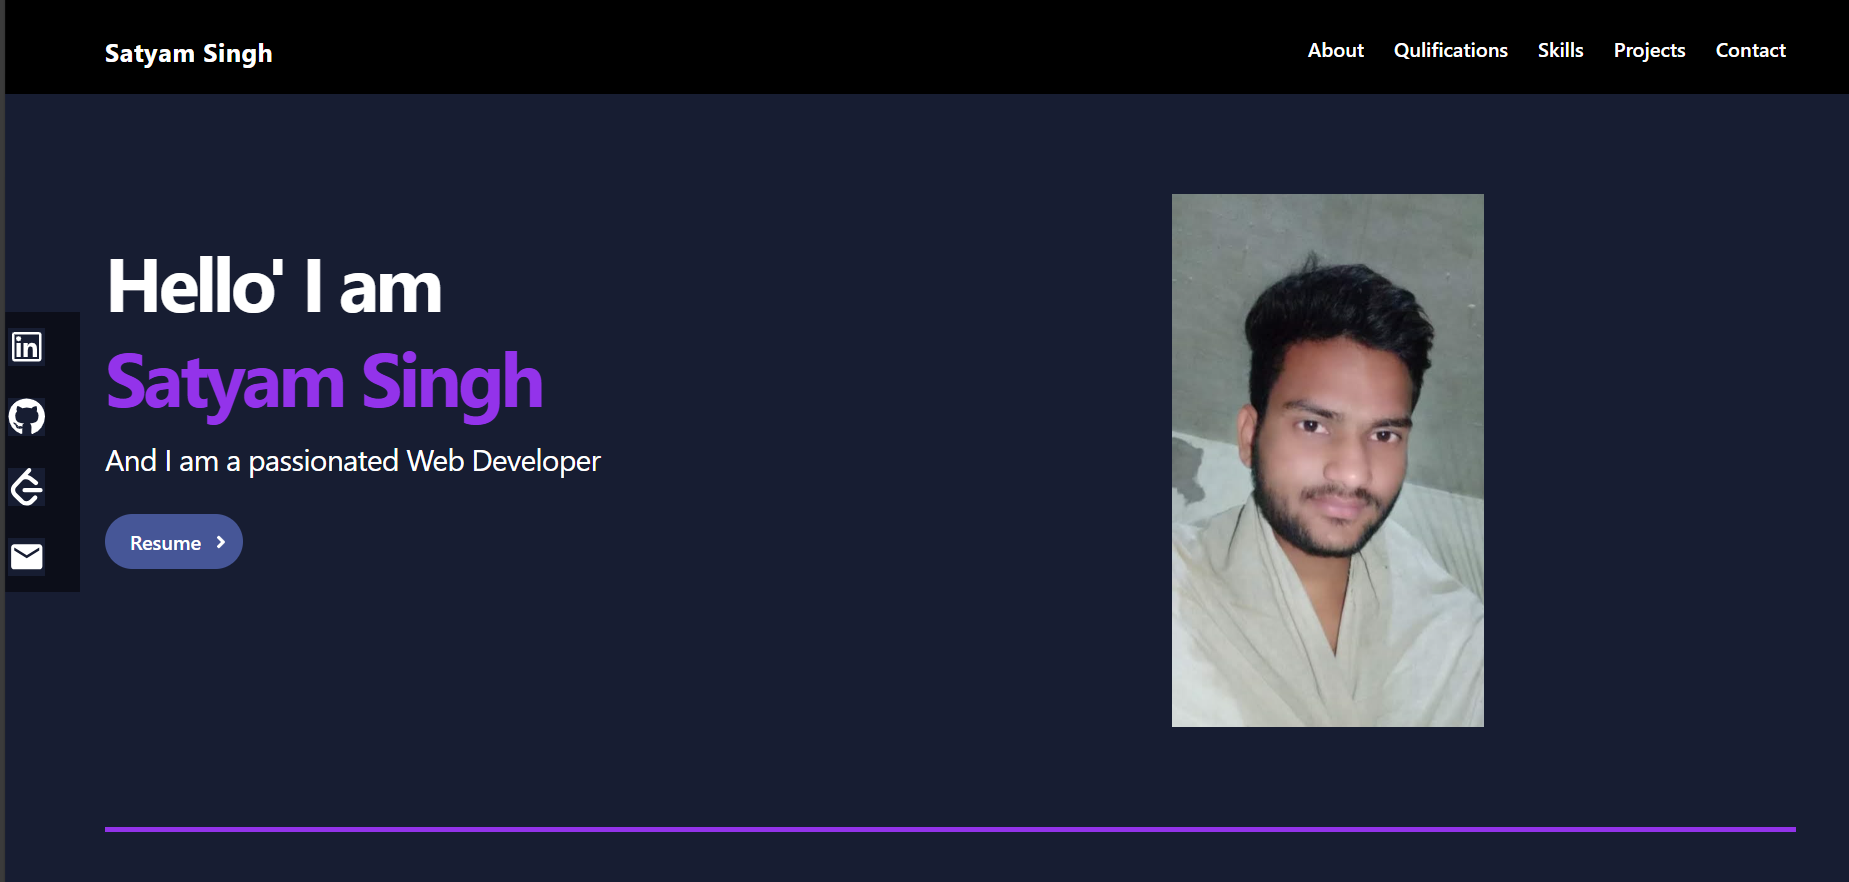 Satyam Singh
About Qulifications Skills Projects Contact
Hello' I am
Satyam Singh
And I am a passionated Web Developer
Resume